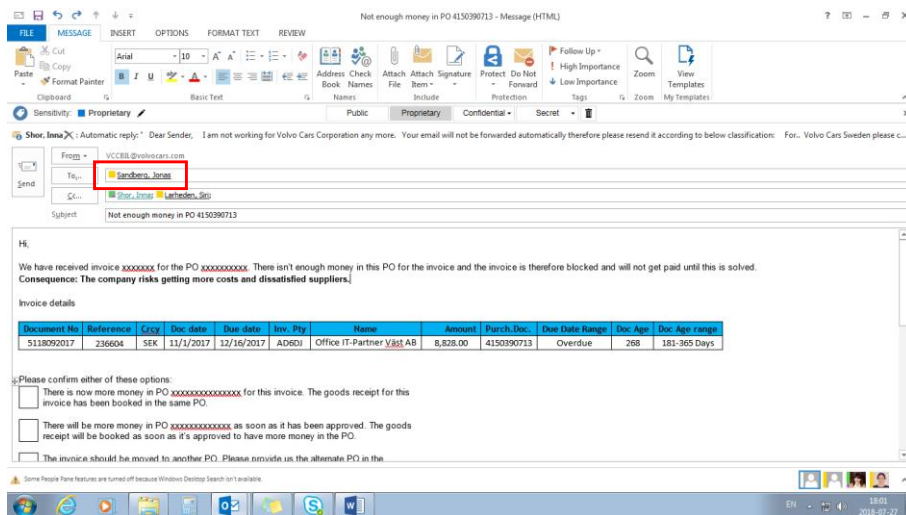 Not enough money in PO 4150390713 - Message (HTML)
FILE MESSAGE INSERT OPTIONS FORMAT TEXT REVIEW
Cut
Copy
Format Painter
Paste
Arial 10
B I U
Address Book
Check Names
Attach File
Attach Item
Signature
Protect
Do Not Forward
Follow Up
High Importance
Low Importance
Zoom
View Templates
Clipboard Basic Text Names Include Protection Tags Zoom My Templates
Sensitivity: Proprietary Public Proprietary Confidential Secret
Shor, Inna : Automatic reply: " Dear Sender, I am not working for Volvo Cars Corporation any more. Your email will not be forwarded automatically therefore please resend it according to below classification: For.. Volvo Cars Sweden please c...
Send
From VCCBIL@volvocars.com
To... Sandberg, Jonas
Cc... Shor, Inna; Larheden, Siri;
Subject Not enough money in PO 4150390713
Hi,
We have received invoice xxxxxxx for the PO xxxxxxxxxx. There isn't enough money in this PO for the invoice and the invoice is therefore blocked and will not get paid until this is solved.
Consequence: The company risks getting more costs and dissatisfied suppliers.
Invoice details
Document No Reference Crcy Doc date Due date Inv. Pty Name Amount Purch.Doc. Due Date Range Doc Age Doc Age range
5118092017 236604 SEK 11/1/2017 12/16/2017 AD6DJ Office IT-Partner Väst AB 8,828.00 4150390713 Overdue 268 181-365 Days
Please confirm either of these options:
There is now more money in PO xxxxxxxxxxxxxxx for this invoice. The goods receipt for this
invoice has been booked in the same PO.
There will be more money in PO xxxxxxxxxxxxx as soon as it has been approved. The goods
receipt will be booked as soon as it's approved to have more money in the PO.
The invoice should be moved to another PO. Please provide us the alternate PO in the
Some People Pane features are turned off because Windows Desktop Search isn't available.
EN 18:01
2018-07-27